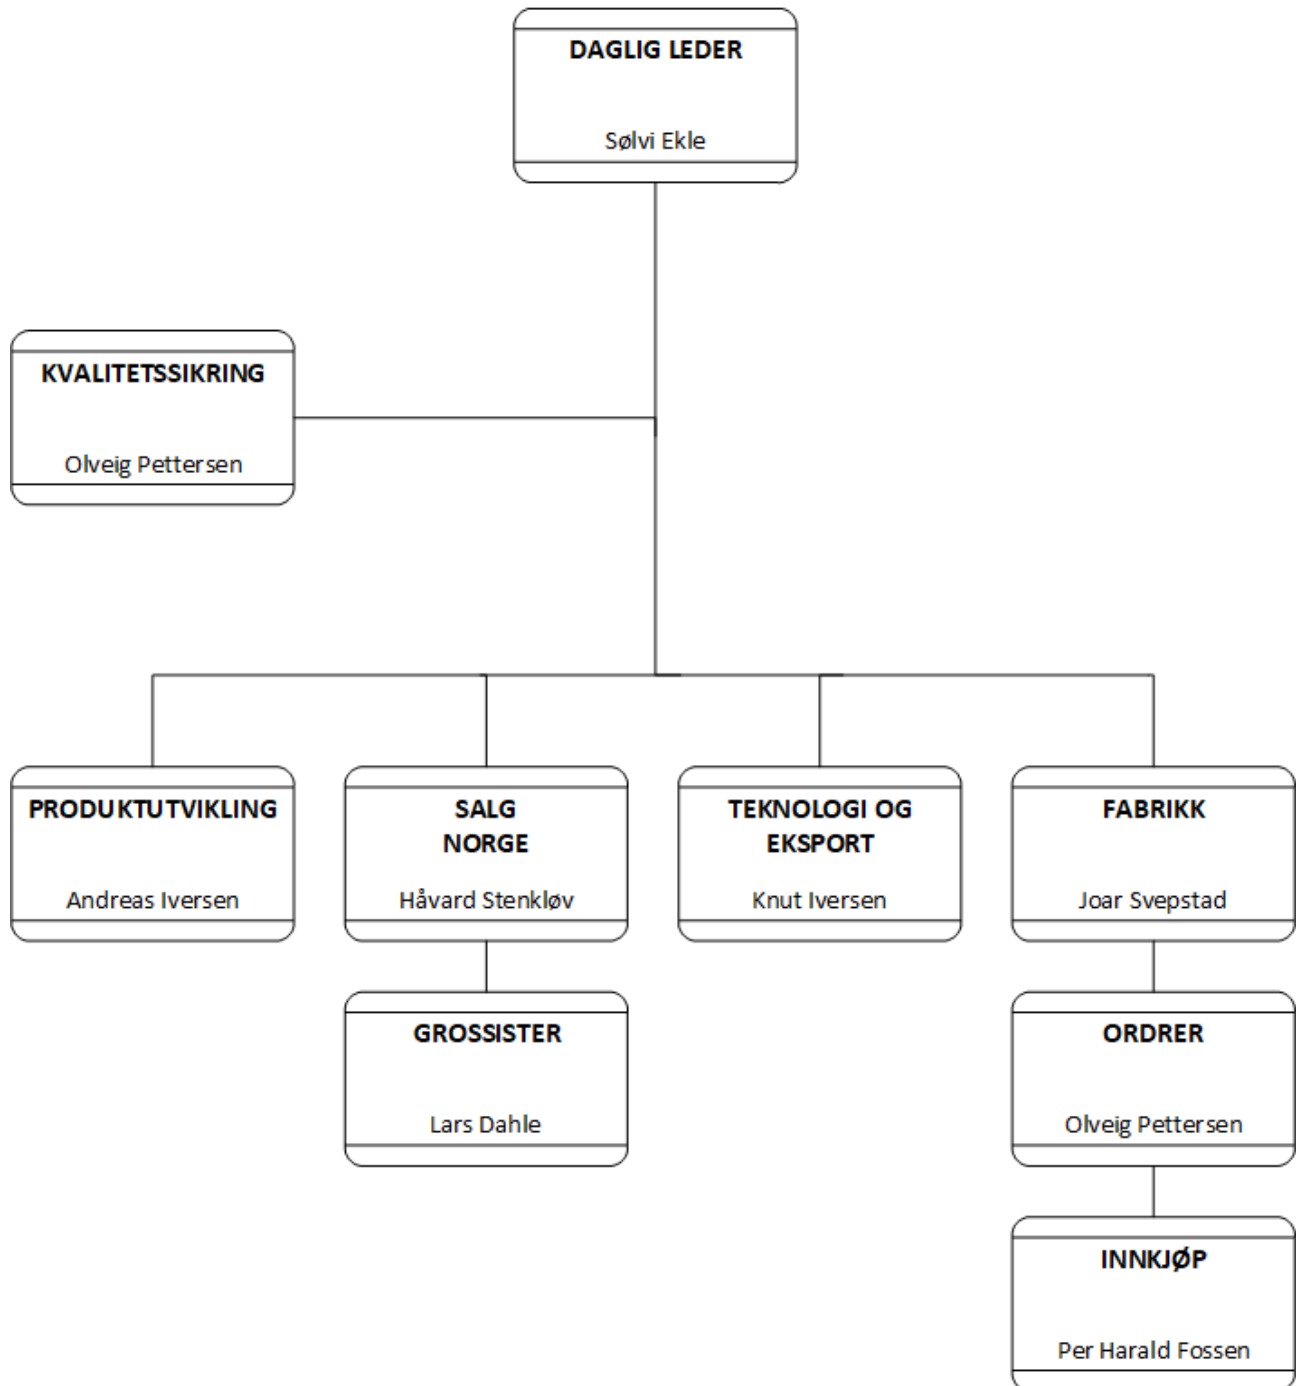 DAGLIG LEDER
Sølvi Ekle
KVALITETSSIKRING
Olveig Pettersen
PRODUKTUTVIKLING
Andreas Iversen
SALG
NORGE
Håvard Stenkløv
TEKNOLOGI OG
EKSPORT
Knut Iversen
FABRIKK
Joar Svepstad
GROSSISTER
Lars Dahle
ORDRER
Olveig Pettersen
INNKJØP
Per Harald Fossen